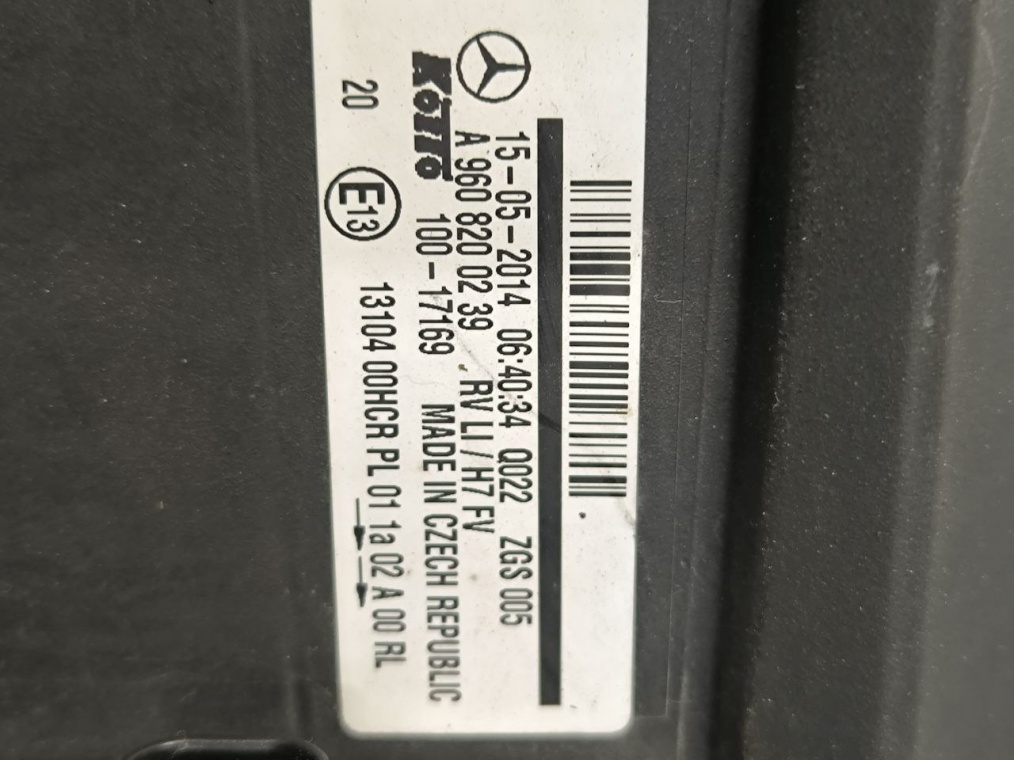 15-05-2014 06:40:34 Q022 ZGS 005
A 960 820 02 39 RV LI / H7 FV
100-17169 MADE IN CZECH REPUBLIC
20 E13 13104 00HCR PL 01 1a 02 A 00 RL